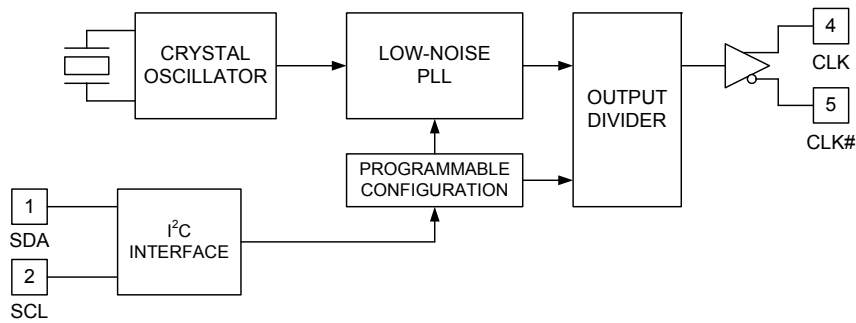 CRYSTAL
OSCILLATOR
LOW-NOISE
PLL
OUTPUT
DIVIDER
4
CLK
5
CLK#
PROGRAMMABLE
CONFIGURATION
1
SDA
2
SCL
I²C
INTERFACE